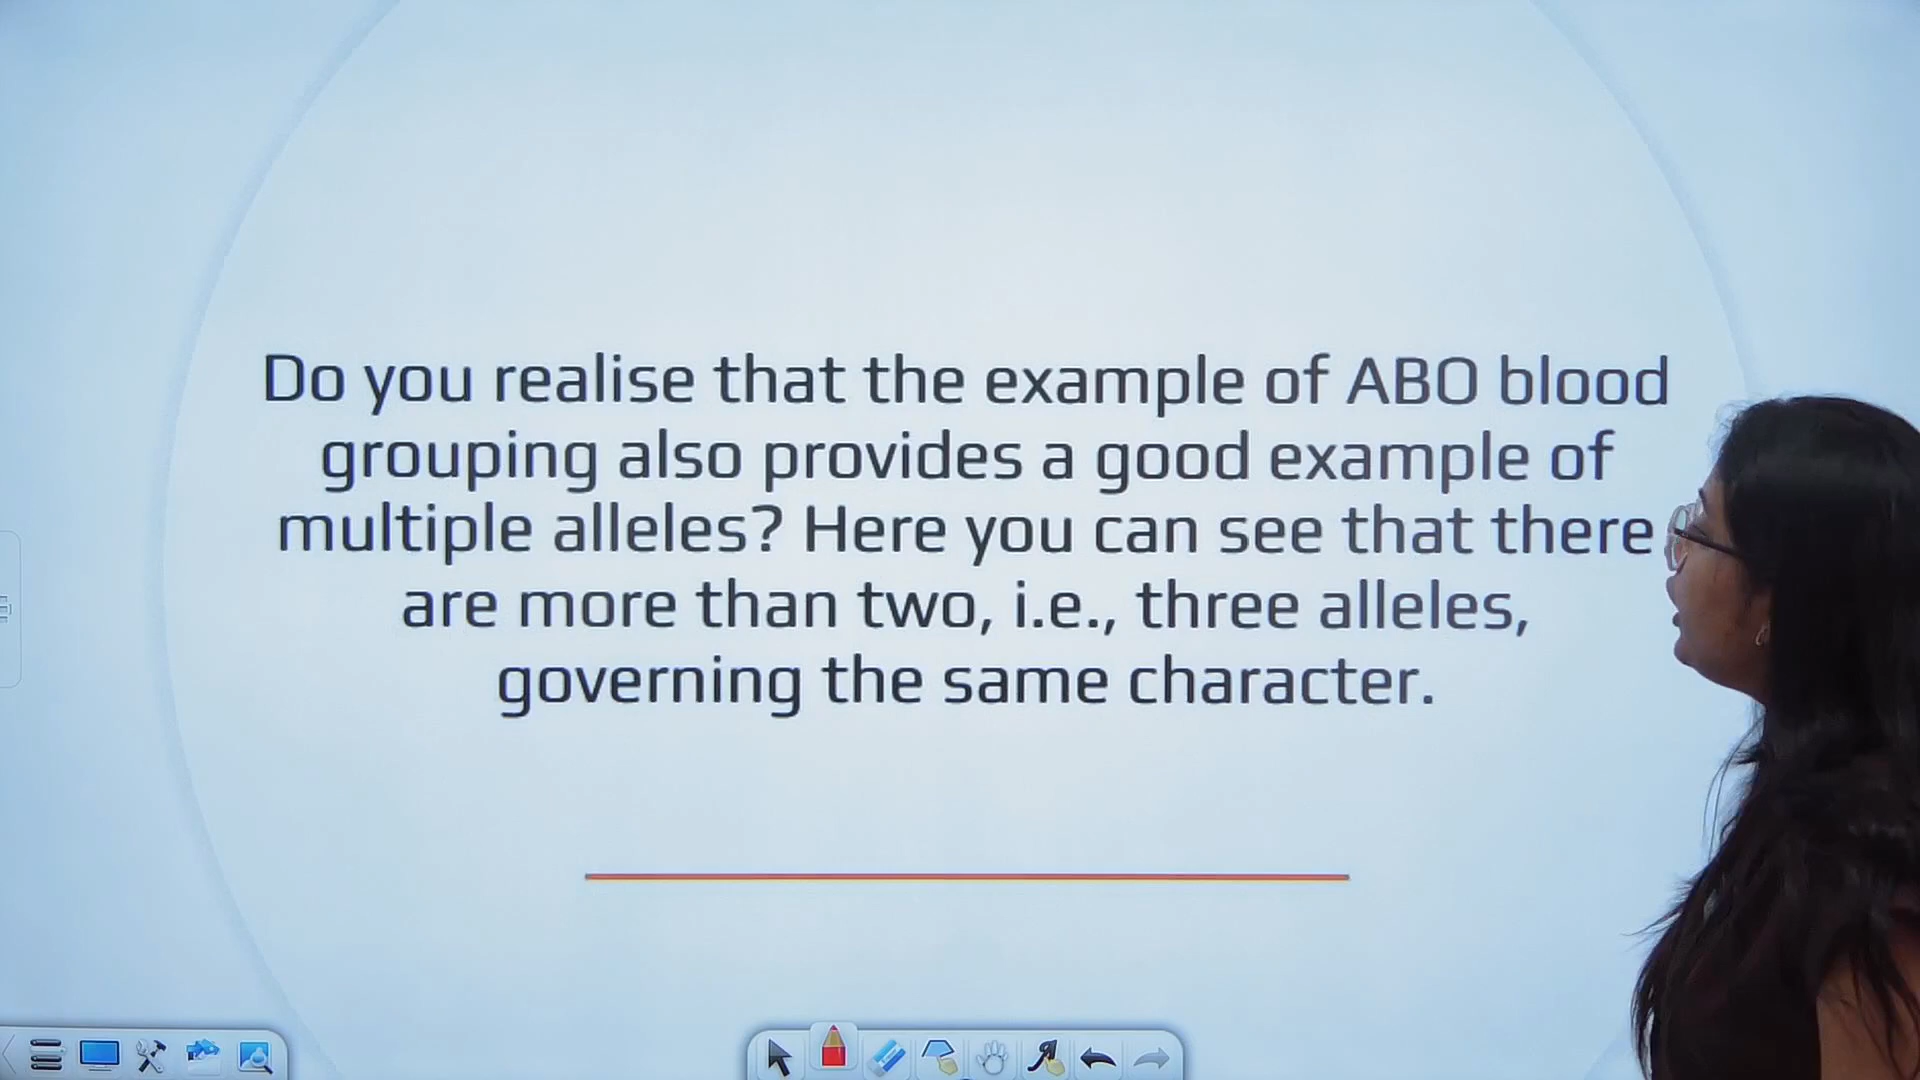 Do you realise that the example of ABO blood
grouping also provides a good example of
multiple alleles? Here you can see that there
are more than two, i.e., three alleles,
governing the same character.